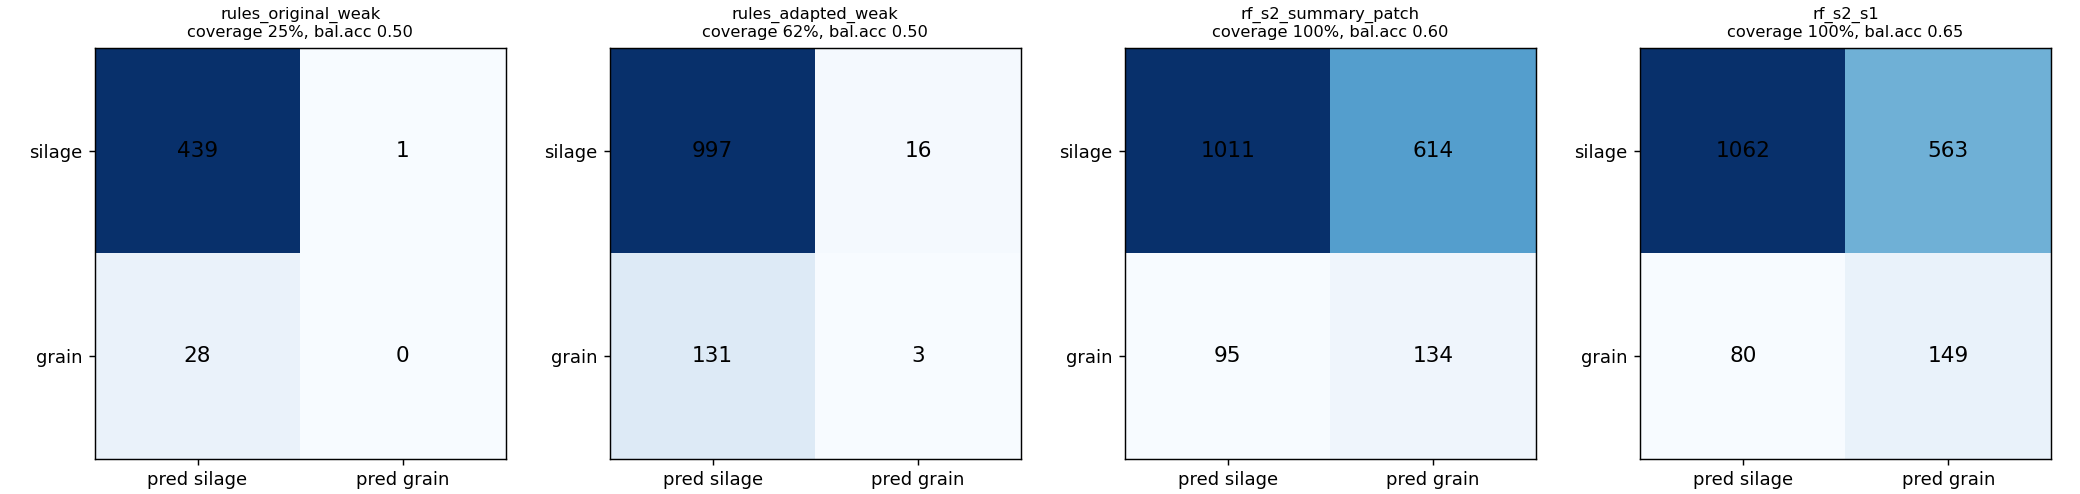 rules_original_weak
coverage 25%, bal.acc 0.50
silage
439
1
grain
28
0
pred silage
pred grain
rules_adapted_weak
coverage 62%, bal.acc 0.50
silage
997
16
grain
131
3
pred silage
pred grain
rf_s2_summary_patch
coverage 100%, bal.acc 0.60
silage
1011
614
grain
95
134
pred silage
pred grain
rf_s2_s1
coverage 100%, bal.acc 0.65
silage
1062
563
grain
80
149
pred silage
pred grain